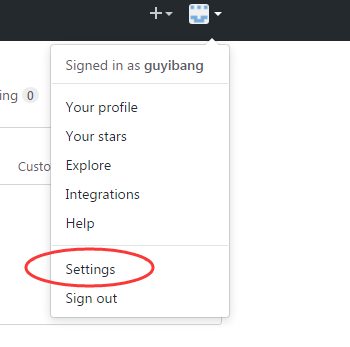 Signed in as guyibang
ing 0
Your profile
Your stars
Custo
Explore
Integrations
Help
Settings
Sign out